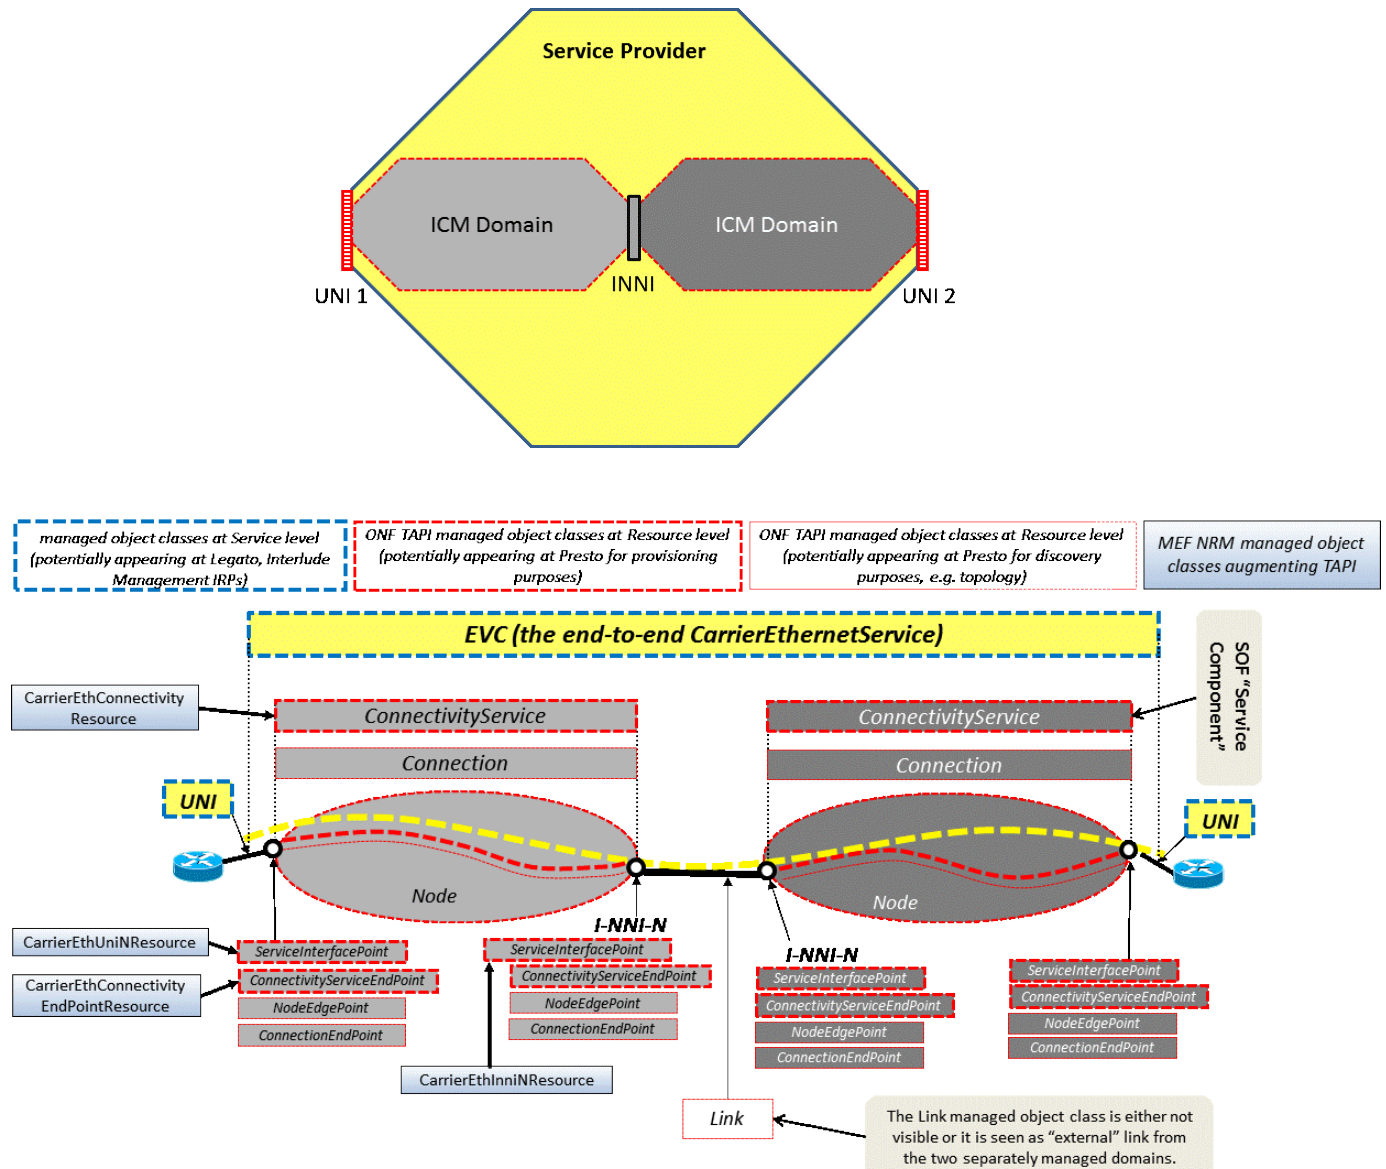 Service Provider
ICM Domain
ICM Domain
INNI
UNI 1
UNI 2
managed object classes at Service level
(potentially appearing at Legato, Interlude
Management IRPs)
ONF TAPI managed object classes at Resource level
(potentially appearing at Presto for provisioning
purposes)
ONF TAPI managed object classes at Resource level
(potentially appearing at Presto for discovery
purposes, e.g. topology)
MEF NRM managed object
classes augmenting TAPI
EVC (the end-to-end CarrierEthernetService)
SOF “Service
Component”
CarrierEthConnectivity
Resource
ConnectivityService
ConnectivityService
Connection
Connection
UNI
UNI
Node
Node
I-NNI-N
I-NNI-N
CarrierEthUniNResource
CarrierEthConnectivity
EndPointResource
ServiceInterfacePoint
ConnectivityServiceEndPoint
NodeEdgePoint
ConnectionEndPoint
ServiceInterfacePoint
ConnectivityServiceEndPoint
NodeEdgePoint
ConnectionEndPoint
ServiceInterfacePoint
ConnectivityServiceEndPoint
NodeEdgePoint
ConnectionEndPoint
ServiceInterfacePoint
ConnectivityServiceEndPoint
NodeEdgePoint
ConnectionEndPoint
CarrierEthInniNResource
Link
The Link managed object class is either not
visible or it is seen as “external” link from
the two separately managed domains.